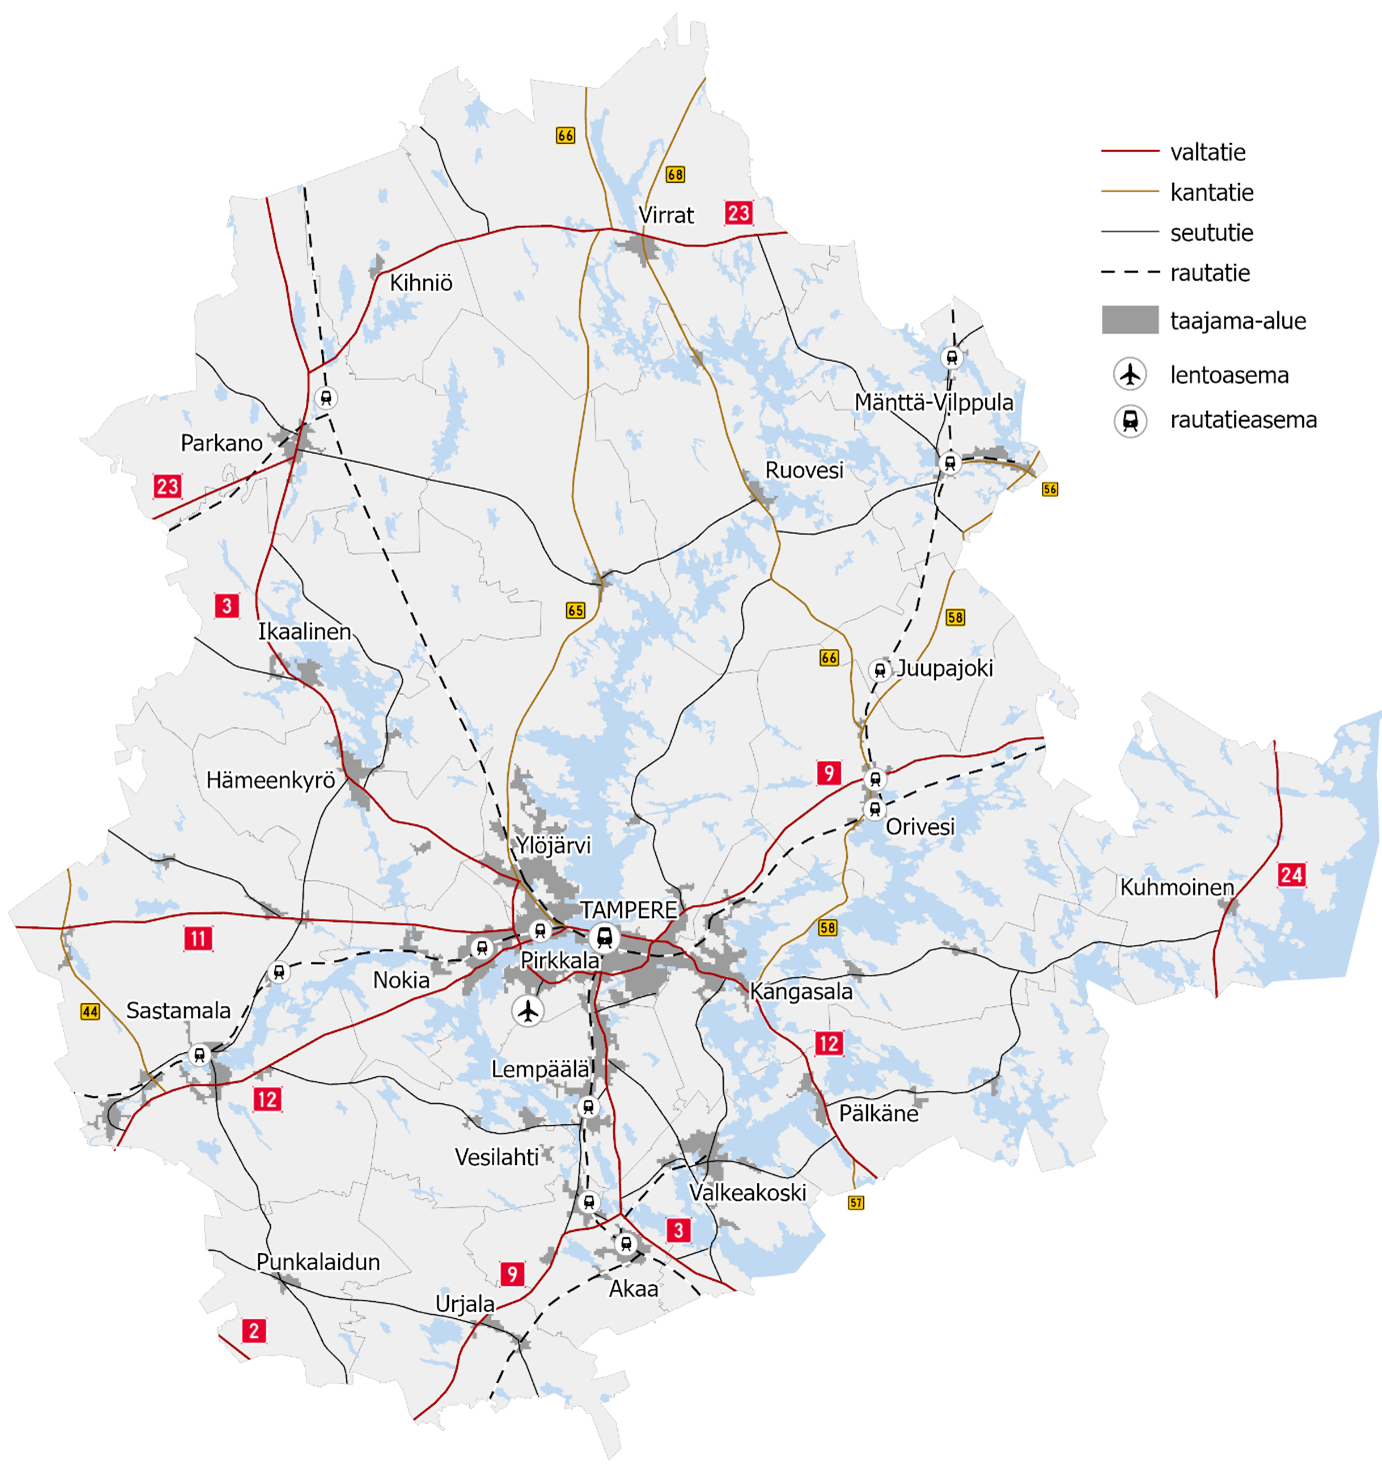 66
68
Virrat
23
valtatie
kantatie
seututie
rautatie
taajama-alue
lentoasema
rautatieasema
Kihniö
Mänttä-Vilppula
Parkano
23
Ruovesi
56
3
65
58
Ikaalinen
66
Juupajoki
9
Hämeenkyrö
Orivesi
Ylöjärvi
24
Kuhmoinen
TAMPERE
11
58
Pirkkala
Nokia
Kangasala
44
Sastamala
12
Lempäälä
12
Pälkäne
Vesilahti
Valkeakoski
57
3
Punkalaidun
9
Akaa
Urjala
2